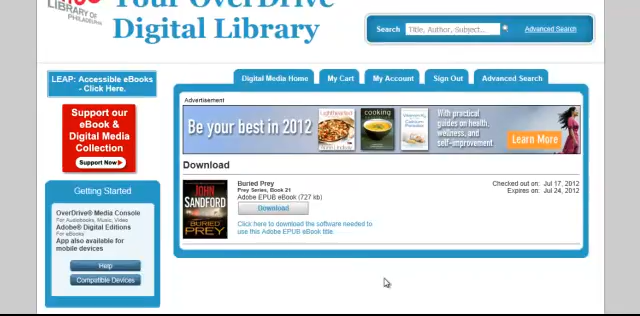 LIBRARY OF
PHILADELPHIA
Your OverDrive
Digital Library
Search
Title, Author, Subject...
Advanced Search
LEAP: Accessible eBooks
- Click Here.
Support our
eBook &
Digital Media
Collection
Support Now
Getting Started
OverDrive® Media Console
For Audiobooks, Music, Video
Adobe® Digital Editions
For eBooks
App also available for
mobile devices
Help
Compatible Devices
Digital Media Home
My Cart
My Account
Sign Out
Advanced Search
Advertisement
Be your best in 2012
cooking
With practical
guides on health,
wellness, and
self-improvement
Learn More
Download
JOHN
SANDFORD
BURIED
PREY
Buried Prey
Prey Series, Book 21
Adobe EPUB eBook (727 kb)
Download
Click here to download the software needed to
use this Adobe EPUB eBook title.
Checked out on: Jul 17, 2012
Expires on: Jul 24, 2012